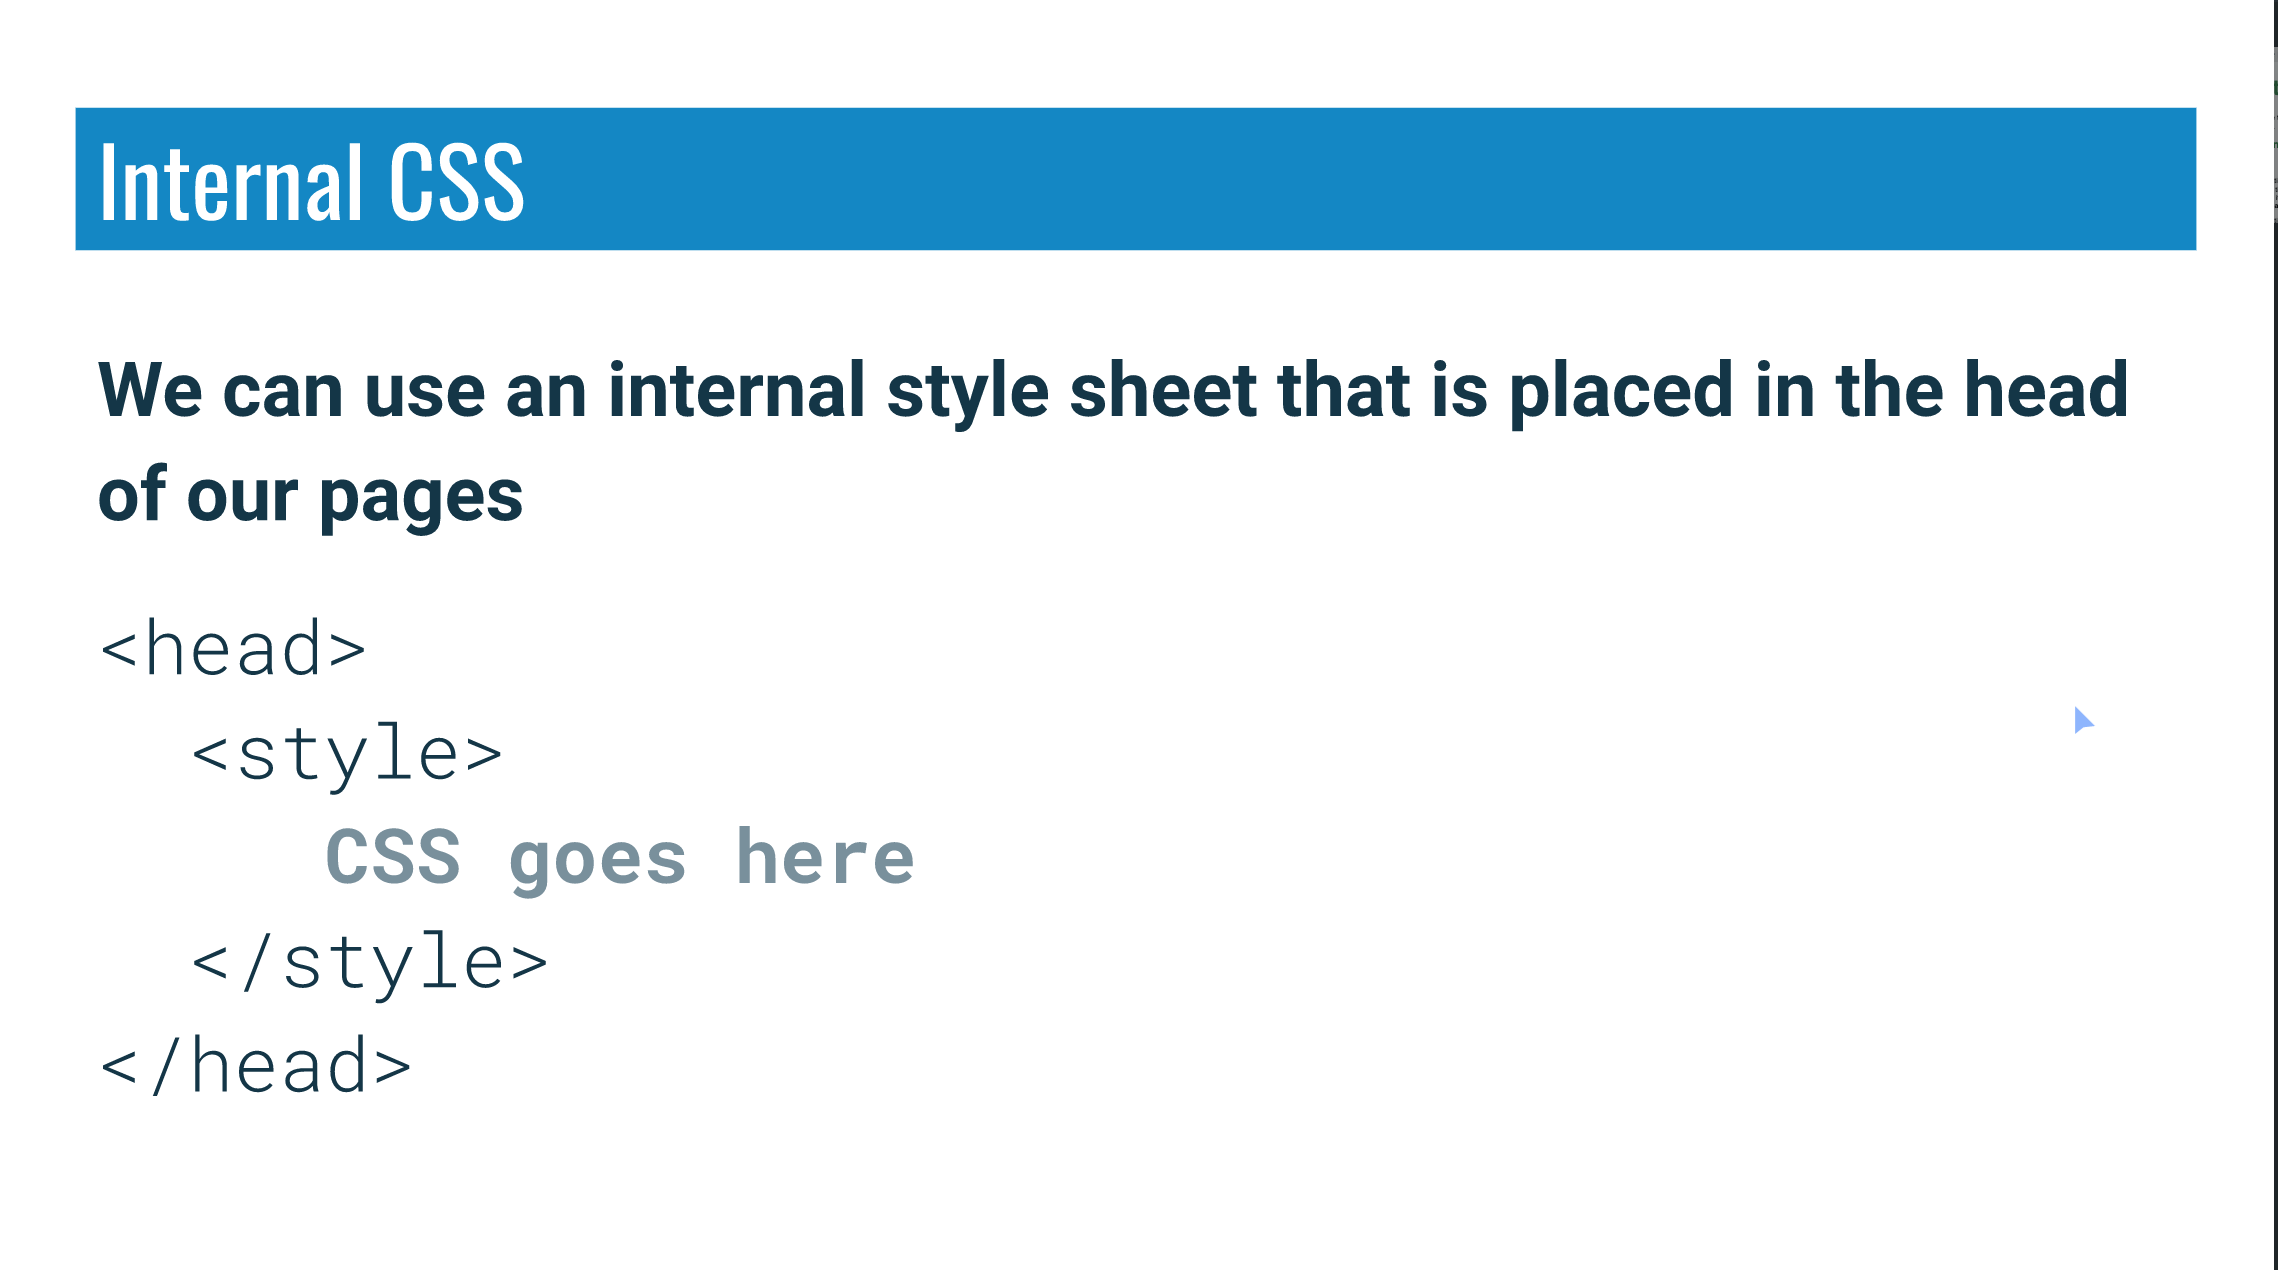 Internal CSS
We can use an internal style sheet that is placed in the head
of our pages
<head>
<style>
CSS goes here
</style>
</head>